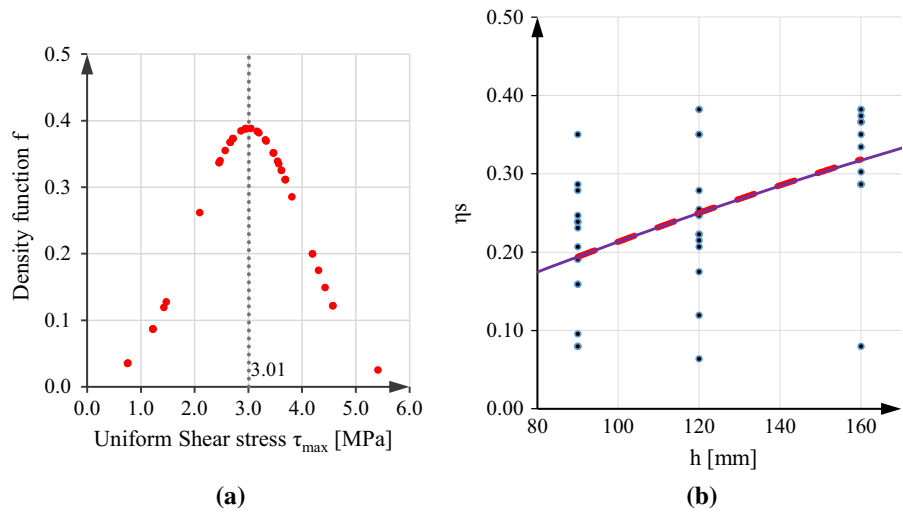 0.5
0.4
0.3
0.2
0.1
0.0
Density function f
3.01
0.0 1.0 2.0 3.0 4.0 5.0 6.0
Uniform Shear stress τmax [MPa]
(a)
0.50
0.40
0.30
0.20
0.10
0.00
ηs
80 100 120 140 160
h [mm]
(b)